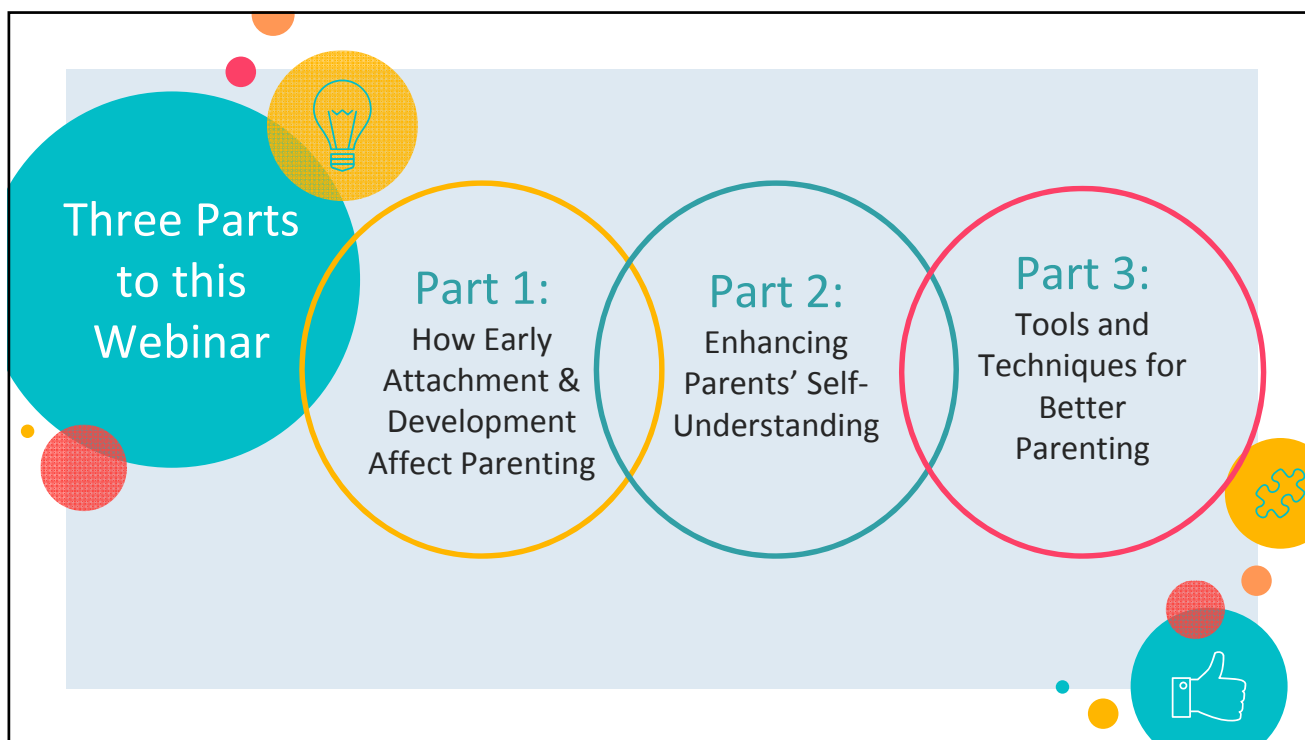 Three Parts
to this
Webinar
Part 1:
How Early
Attachment &
Development
Affect Parenting
Part 2:
Enhancing
Parents’ Self-
Understanding
Part 3:
Tools and
Techniques for
Better
Parenting